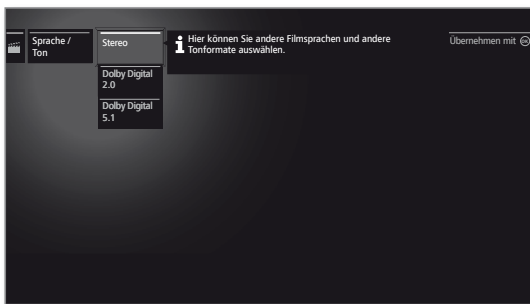 Sprache /
Ton
Stereo
Dolby Digital
2.0
Dolby Digital
5.1
Hier können Sie andere Filmsprachen und andere
Tonformate auswählen.
Übernehmen mit OK